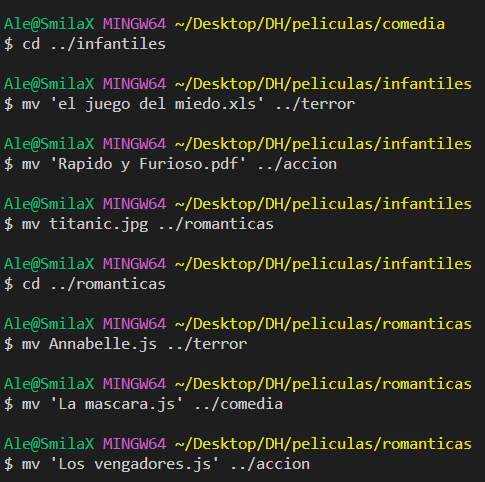 Ale@SmilaX MINGW64 ~/Desktop/DH/peliculas/comedia
$ cd ../infantiles
Ale@SmilaX MINGW64 ~/Desktop/DH/peliculas/infantiles
$ mv 'el juego del miedo.xls' ../terror
Ale@SmilaX MINGW64 ~/Desktop/DH/peliculas/infantiles
$ mv 'Rapido y Furioso.pdf' ../accion
Ale@SmilaX MINGW64 ~/Desktop/DH/peliculas/infantiles
$ mv titanic.jpg ../romanticas
Ale@SmilaX MINGW64 ~/Desktop/DH/peliculas/infantiles
$ cd ../romanticas
Ale@SmilaX MINGW64 ~/Desktop/DH/peliculas/romanticas
$ mv Annabelle.js ../terror
Ale@SmilaX MINGW64 ~/Desktop/DH/peliculas/romanticas
$ mv 'La mascara.js' ../comedia
Ale@SmilaX MINGW64 ~/Desktop/DH/peliculas/romanticas
$ mv 'Los vengadores.js' ../accion